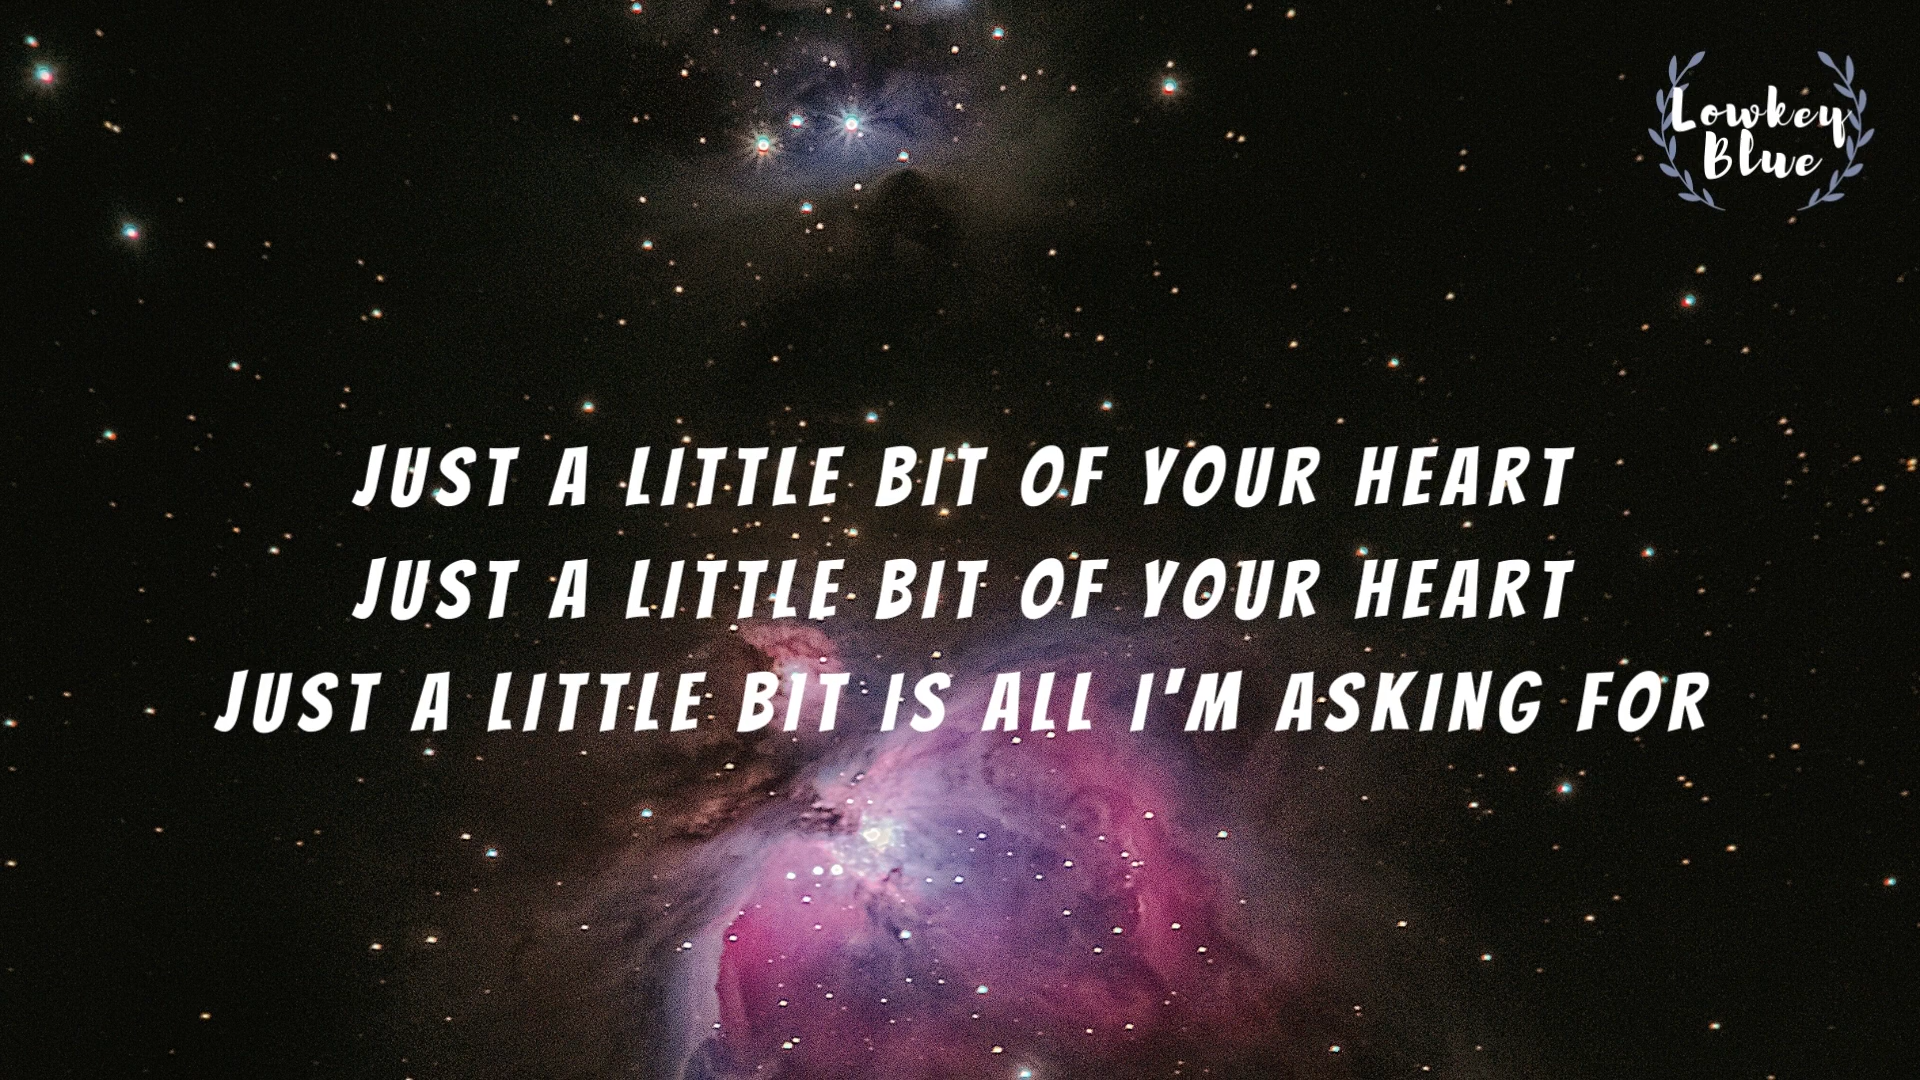 Lowkey
Blue
JUST A LITTLE BIT OF YOUR HEART
JUST A LITTLE BIT OF YOUR HEART
JUST A LITTLE BIT IS ALL I'M ASKING FOR